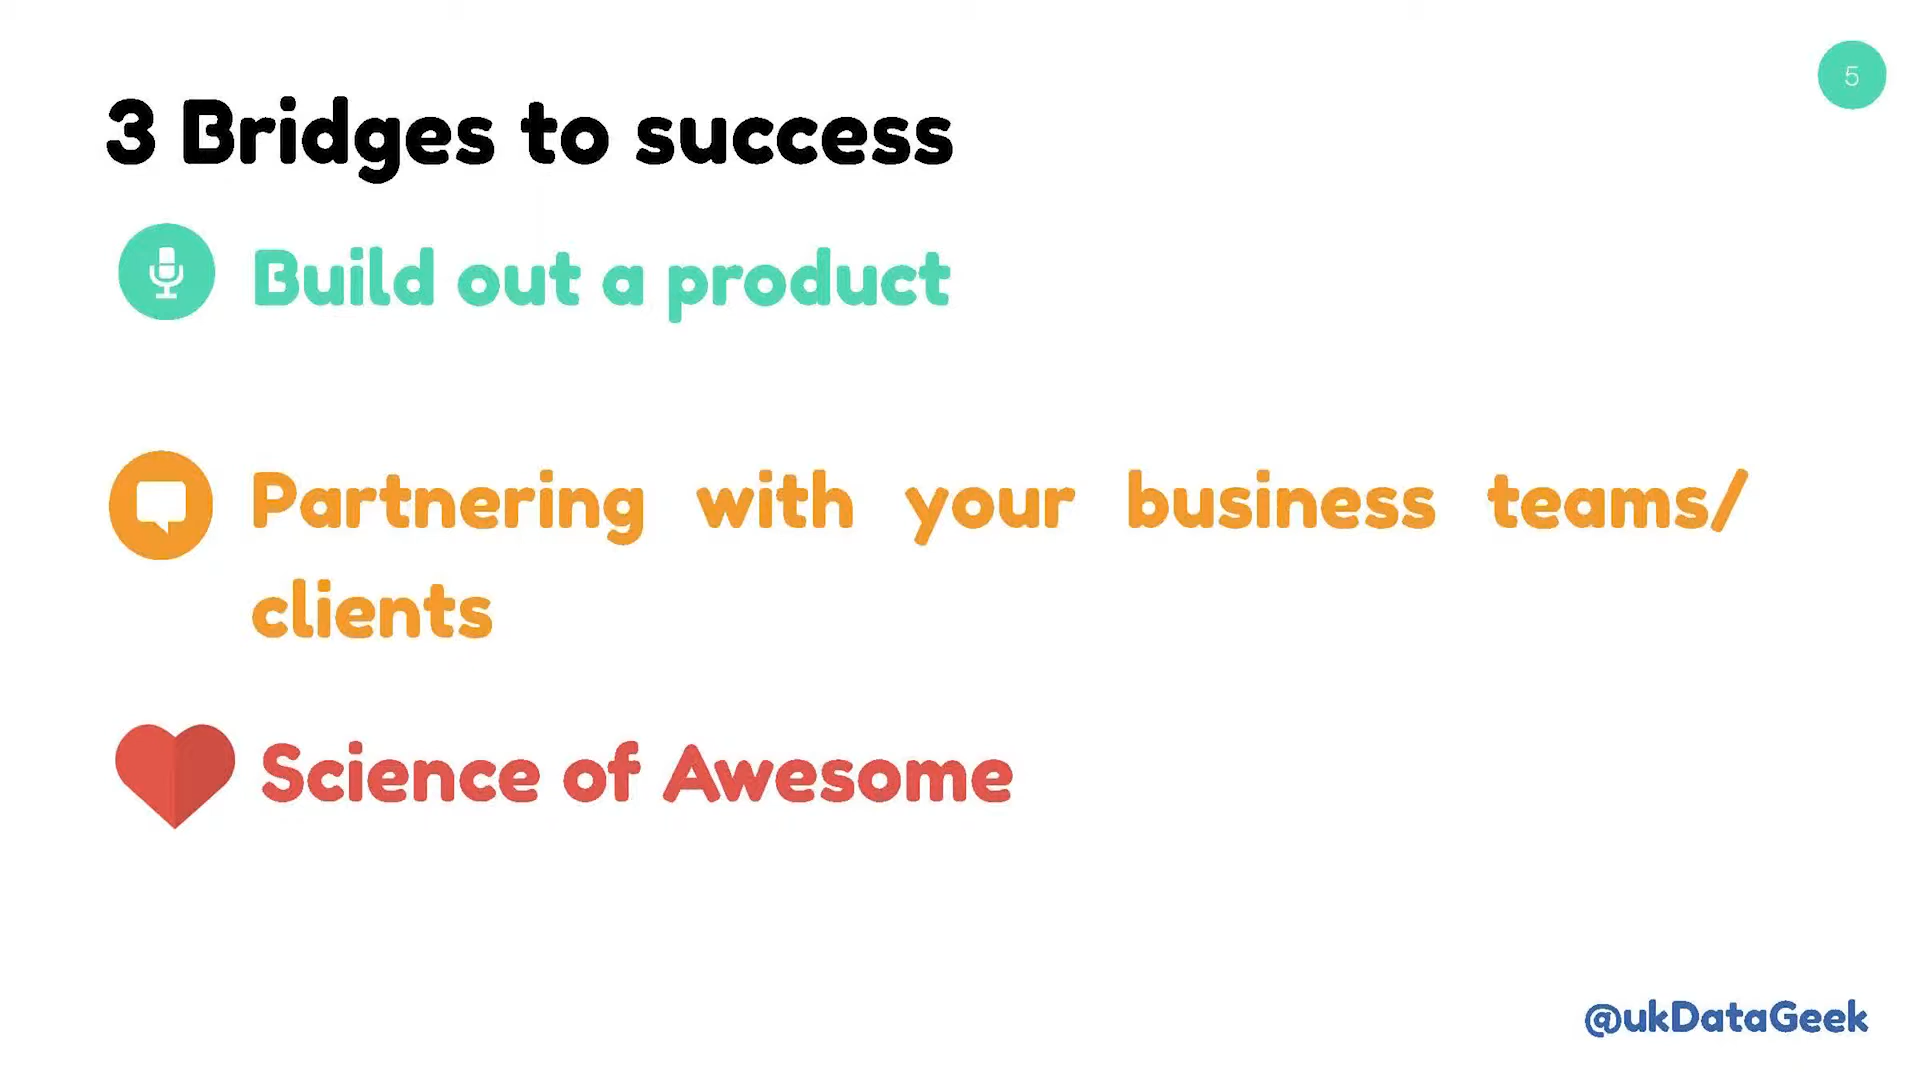 5
3 Bridges to success
Build out a product
Partnering with your business teams/
clients
Science of Awesome
@ukDataGeek